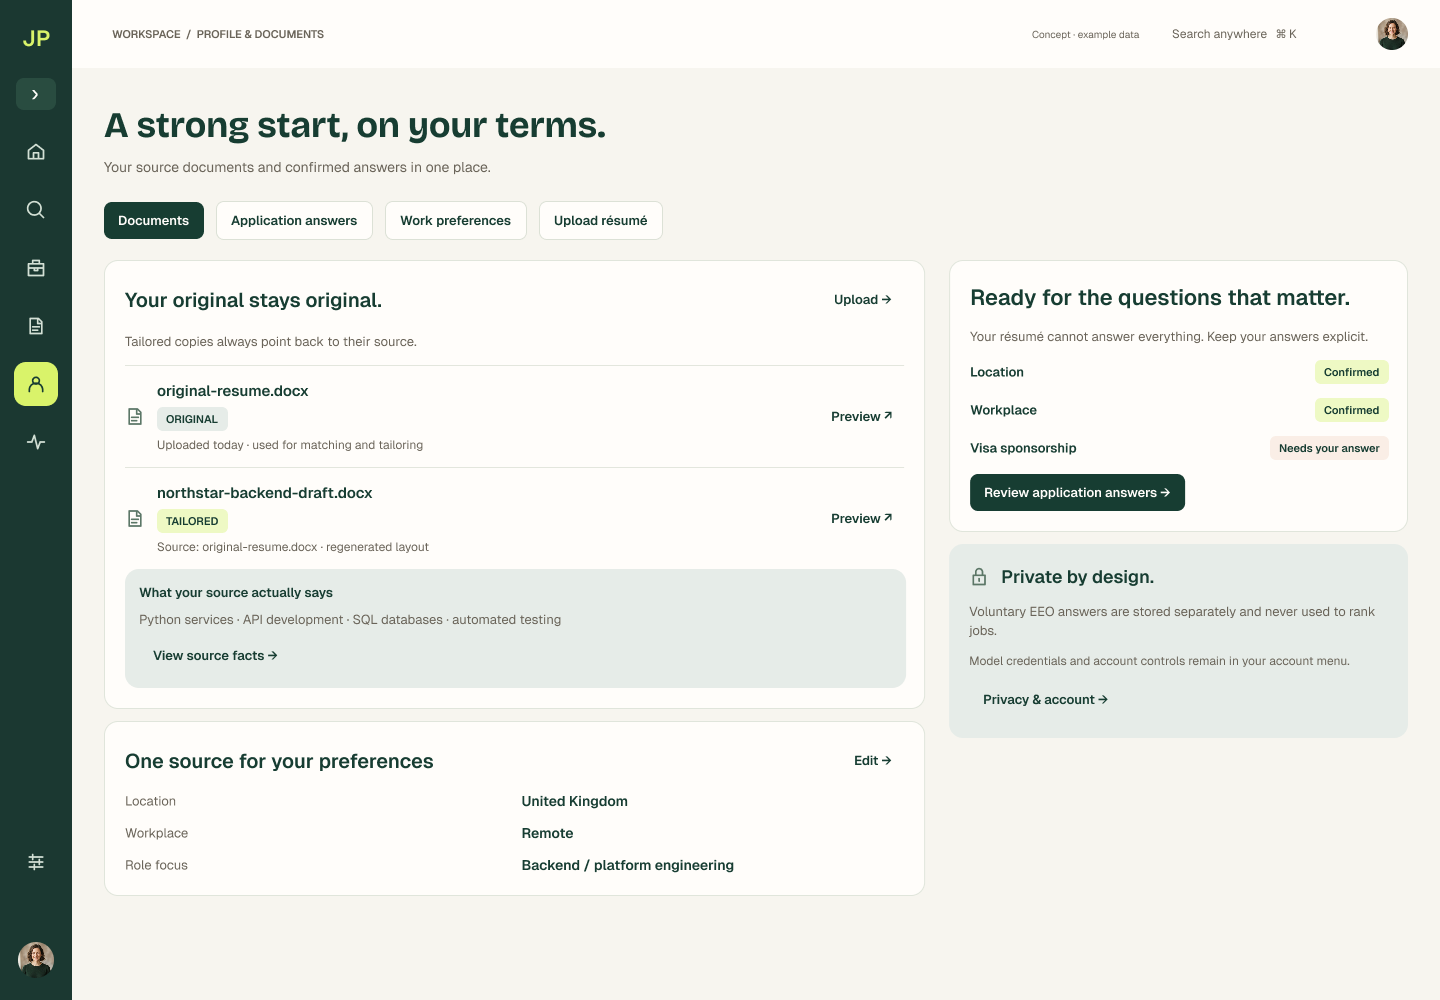 JP
WORKSPACE / PROFILE & DOCUMENTS
Concept · example data
Search anywhere ⌘ K
A strong start, on your terms.
Your source documents and confirmed answers in one place.
Documents
Application answers
Work preferences
Upload résumé
Your original stays original.
Upload →
Tailored copies always point back to their source.
original-resume.docx
ORIGINAL
Uploaded today · used for matching and tailoring
Preview ↗
northstar-backend-draft.docx
TAILORED
Source: original-resume.docx · regenerated layout
Preview ↗
What your source actually says
Python services · API development · SQL databases · automated testing
View source facts →
One source for your preferences
Edit →
Location United Kingdom
Workplace Remote
Role focus Backend / platform engineering
Ready for the questions that matter.
Your résumé cannot answer everything. Keep your answers explicit.
Location Confirmed
Workplace Confirmed
Visa sponsorship Needs your answer
Review application answers →
Private by design.
Voluntary EEO answers are stored separately and never used to rank
jobs.
Model credentials and account controls remain in your account menu.
Privacy & account →